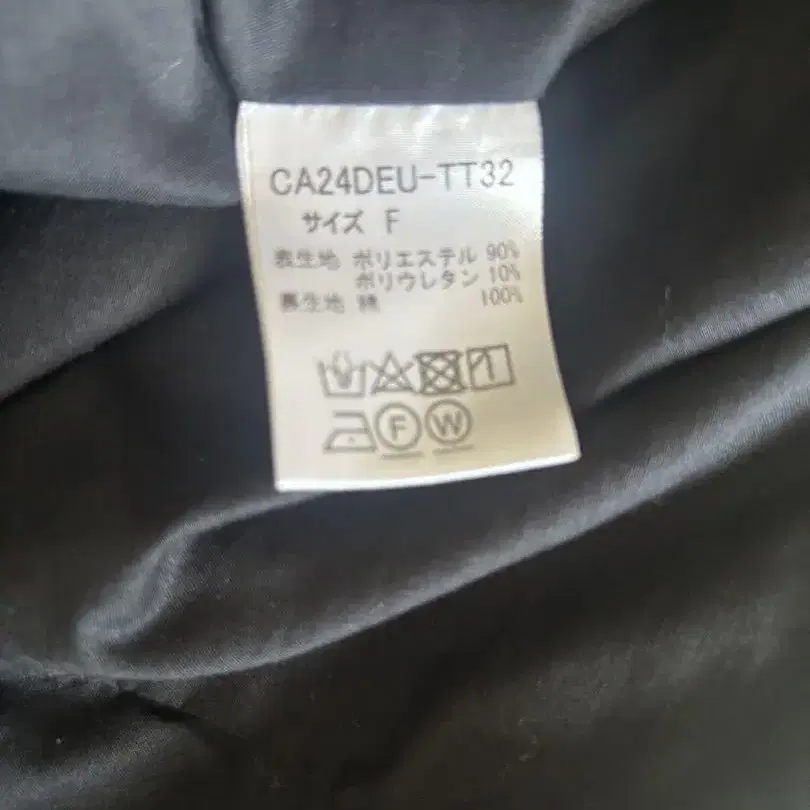 CA24DEU-TT32
サイズ F
表生地 ポリエステル 90%
ポリウレタン 10%
裏生地 綿 100%
F W